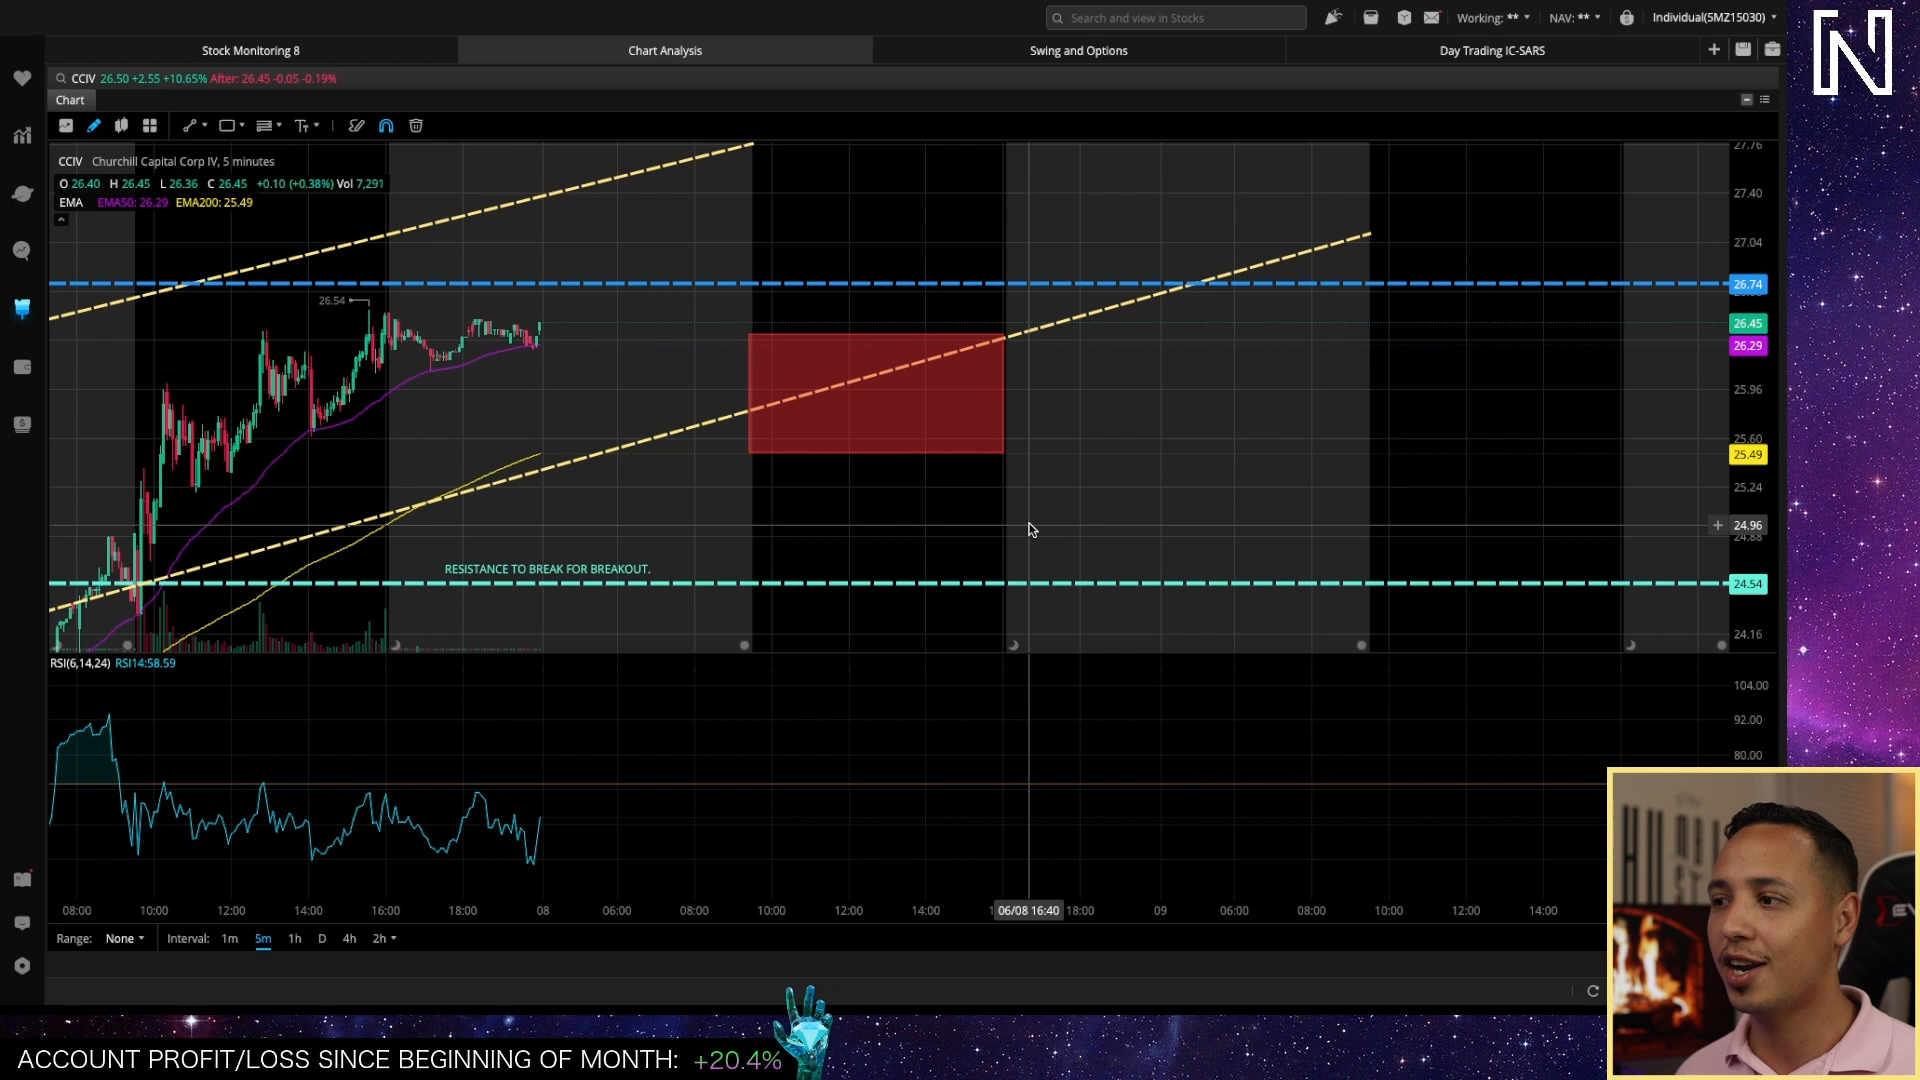 Search and view in Stocks
Working: **
NAV: **
Individual(5MZ15030)
N
Stock Monitoring 8
Chart Analysis
Swing and Options
Day Trading IC-SARS
CCIV 26.50 +2.55 +10.65% After: 26.45 -0.05 -0.19%
Chart
CCIV Churchill Capital Corp IV, 5 minutes
O 26.40 H 26.45 L 26.36 C 26.45 +0.10 (+0.38%) Vol 7,291
EMA EMA50: 26.29 EMA200: 25.49
27.76
27.40
27.04
26.74
26.54
26.45
26.29
25.96
25.60
25.49
25.24
24.96
24.88
RESISTANCE TO BREAK FOR BREAKOUT.
24.54
24.16
RSI(6,14,24) RSI14:58.59
104.00
92.00
80.00
08:00 10:00 12:00 14:00 16:00 18:00 08 06:00 08:00 10:00 12:00 14:00 06/08 16:40 18:00 09 06:00 08:00 10:00 12:00 14:00
Range: None Interval: 1m 5m 1h D 4h 2h
ACCOUNT PROFIT/LOSS SINCE BEGINNING OF MONTH: +20.4%